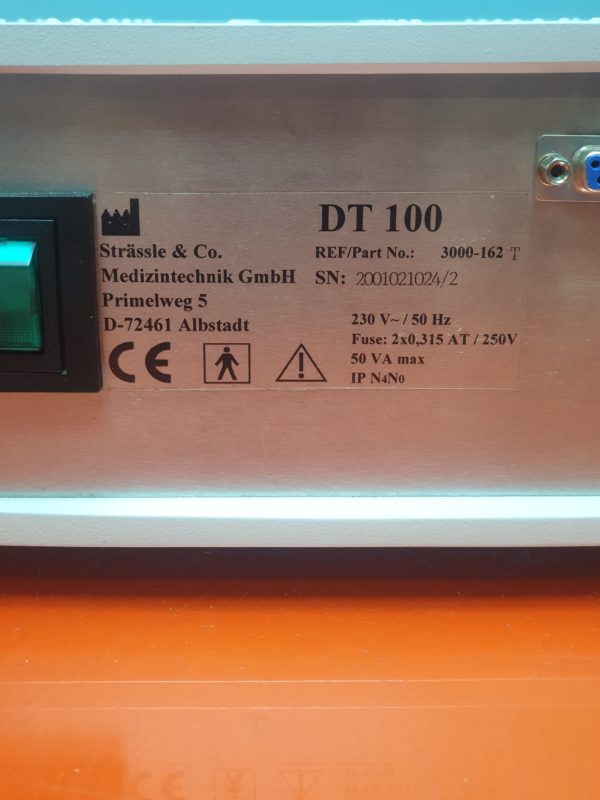 DT 100
Strässle & Co.
Medizintechnik GmbH
Primelweg 5
D-72461 Albstadt
REF/Part No.: 3000-162 T
SN: 2001021024/2
230 V~ / 50 Hz
Fuse: 2x0,315 AT / 250V
50 VA max
IP N4N0
CE